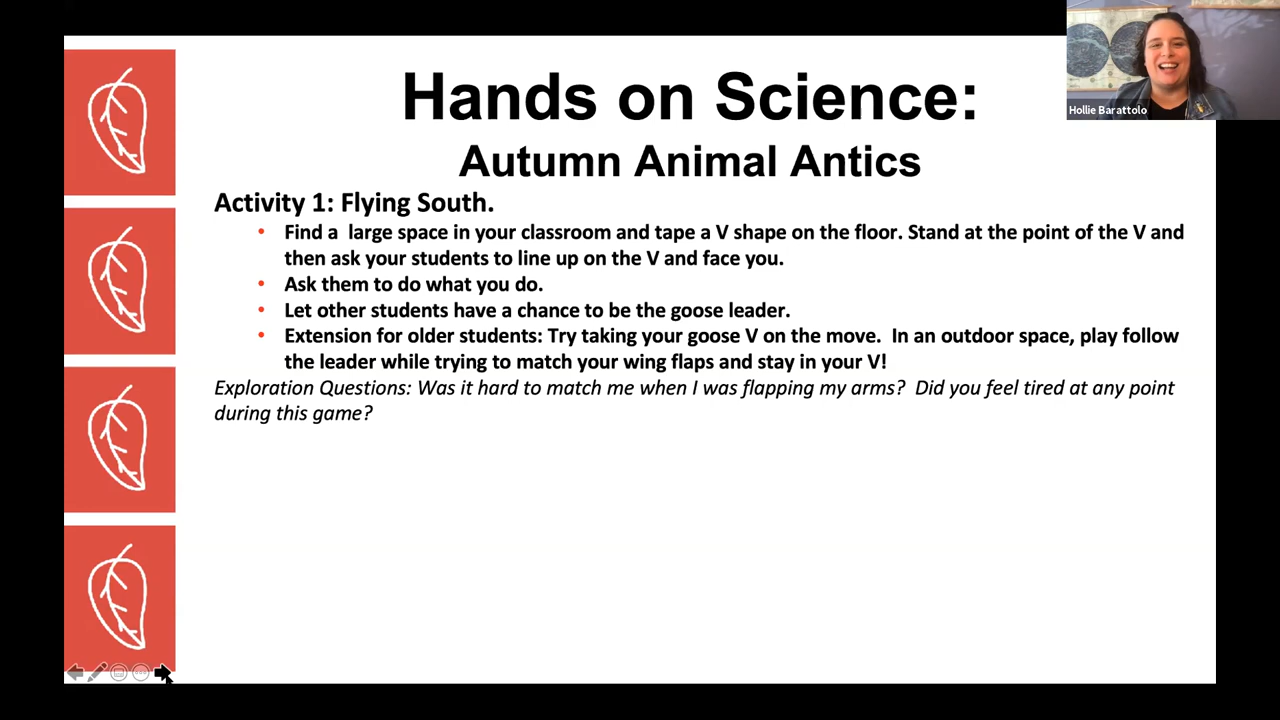 Hands on Science:
Autumn Animal Antics
Hollie Barattolo
Activity 1: Flying South.
• Find a  large space in your classroom and tape a V shape on the floor. Stand at the point of the V and
then ask your students to line up on the V and face you.
• Ask them to do what you do.
• Let other students have a chance to be the goose leader.
• Extension for older students: Try taking your goose V on the move.  In an outdoor space, play follow
the leader while trying to match your wing flaps and stay in your V!
Exploration Questions: Was it hard to match me when I was flapping my arms?  Did you feel tired at any point
during this game?